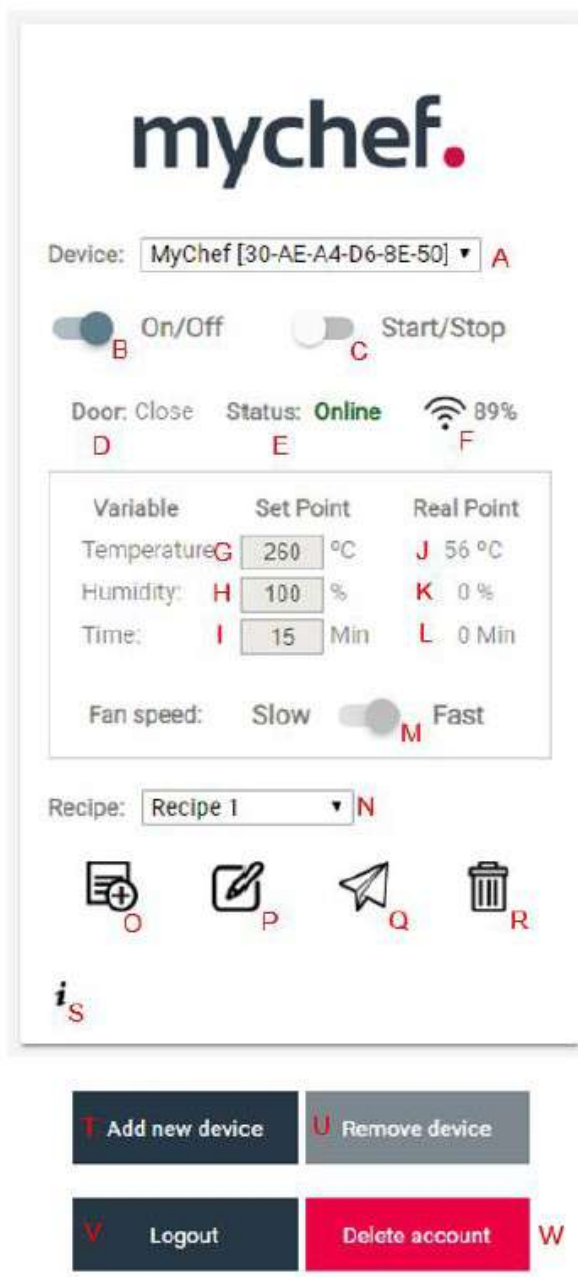 mychef.
Device: MyChef [30-AE-A4-D6-8E-50] A
B On/Off C Start/Stop
Door: Close Status: Online 89%
D E F
Variable Set Point Real Point
Temperature G 260 ºC J 56 ºC
Humidity: H 100 % K 0 %
Time: I 15 Min L 0 Min
Fan speed: Slow M Fast
Recipe: Recipe 1 N
O P Q R
i S
T Add new device U Remove device
V Logout Delete account W